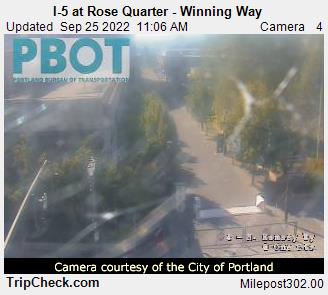 I-5 at Rose Quarter - Winning Way
Updated Sep 25 2022 11:06 AM Camera 4
PBOT
PORTLAND BUREAU OF TRANSPORTATION
Camera courtesy of the City of Portland
TripCheck.com Milepost302.00